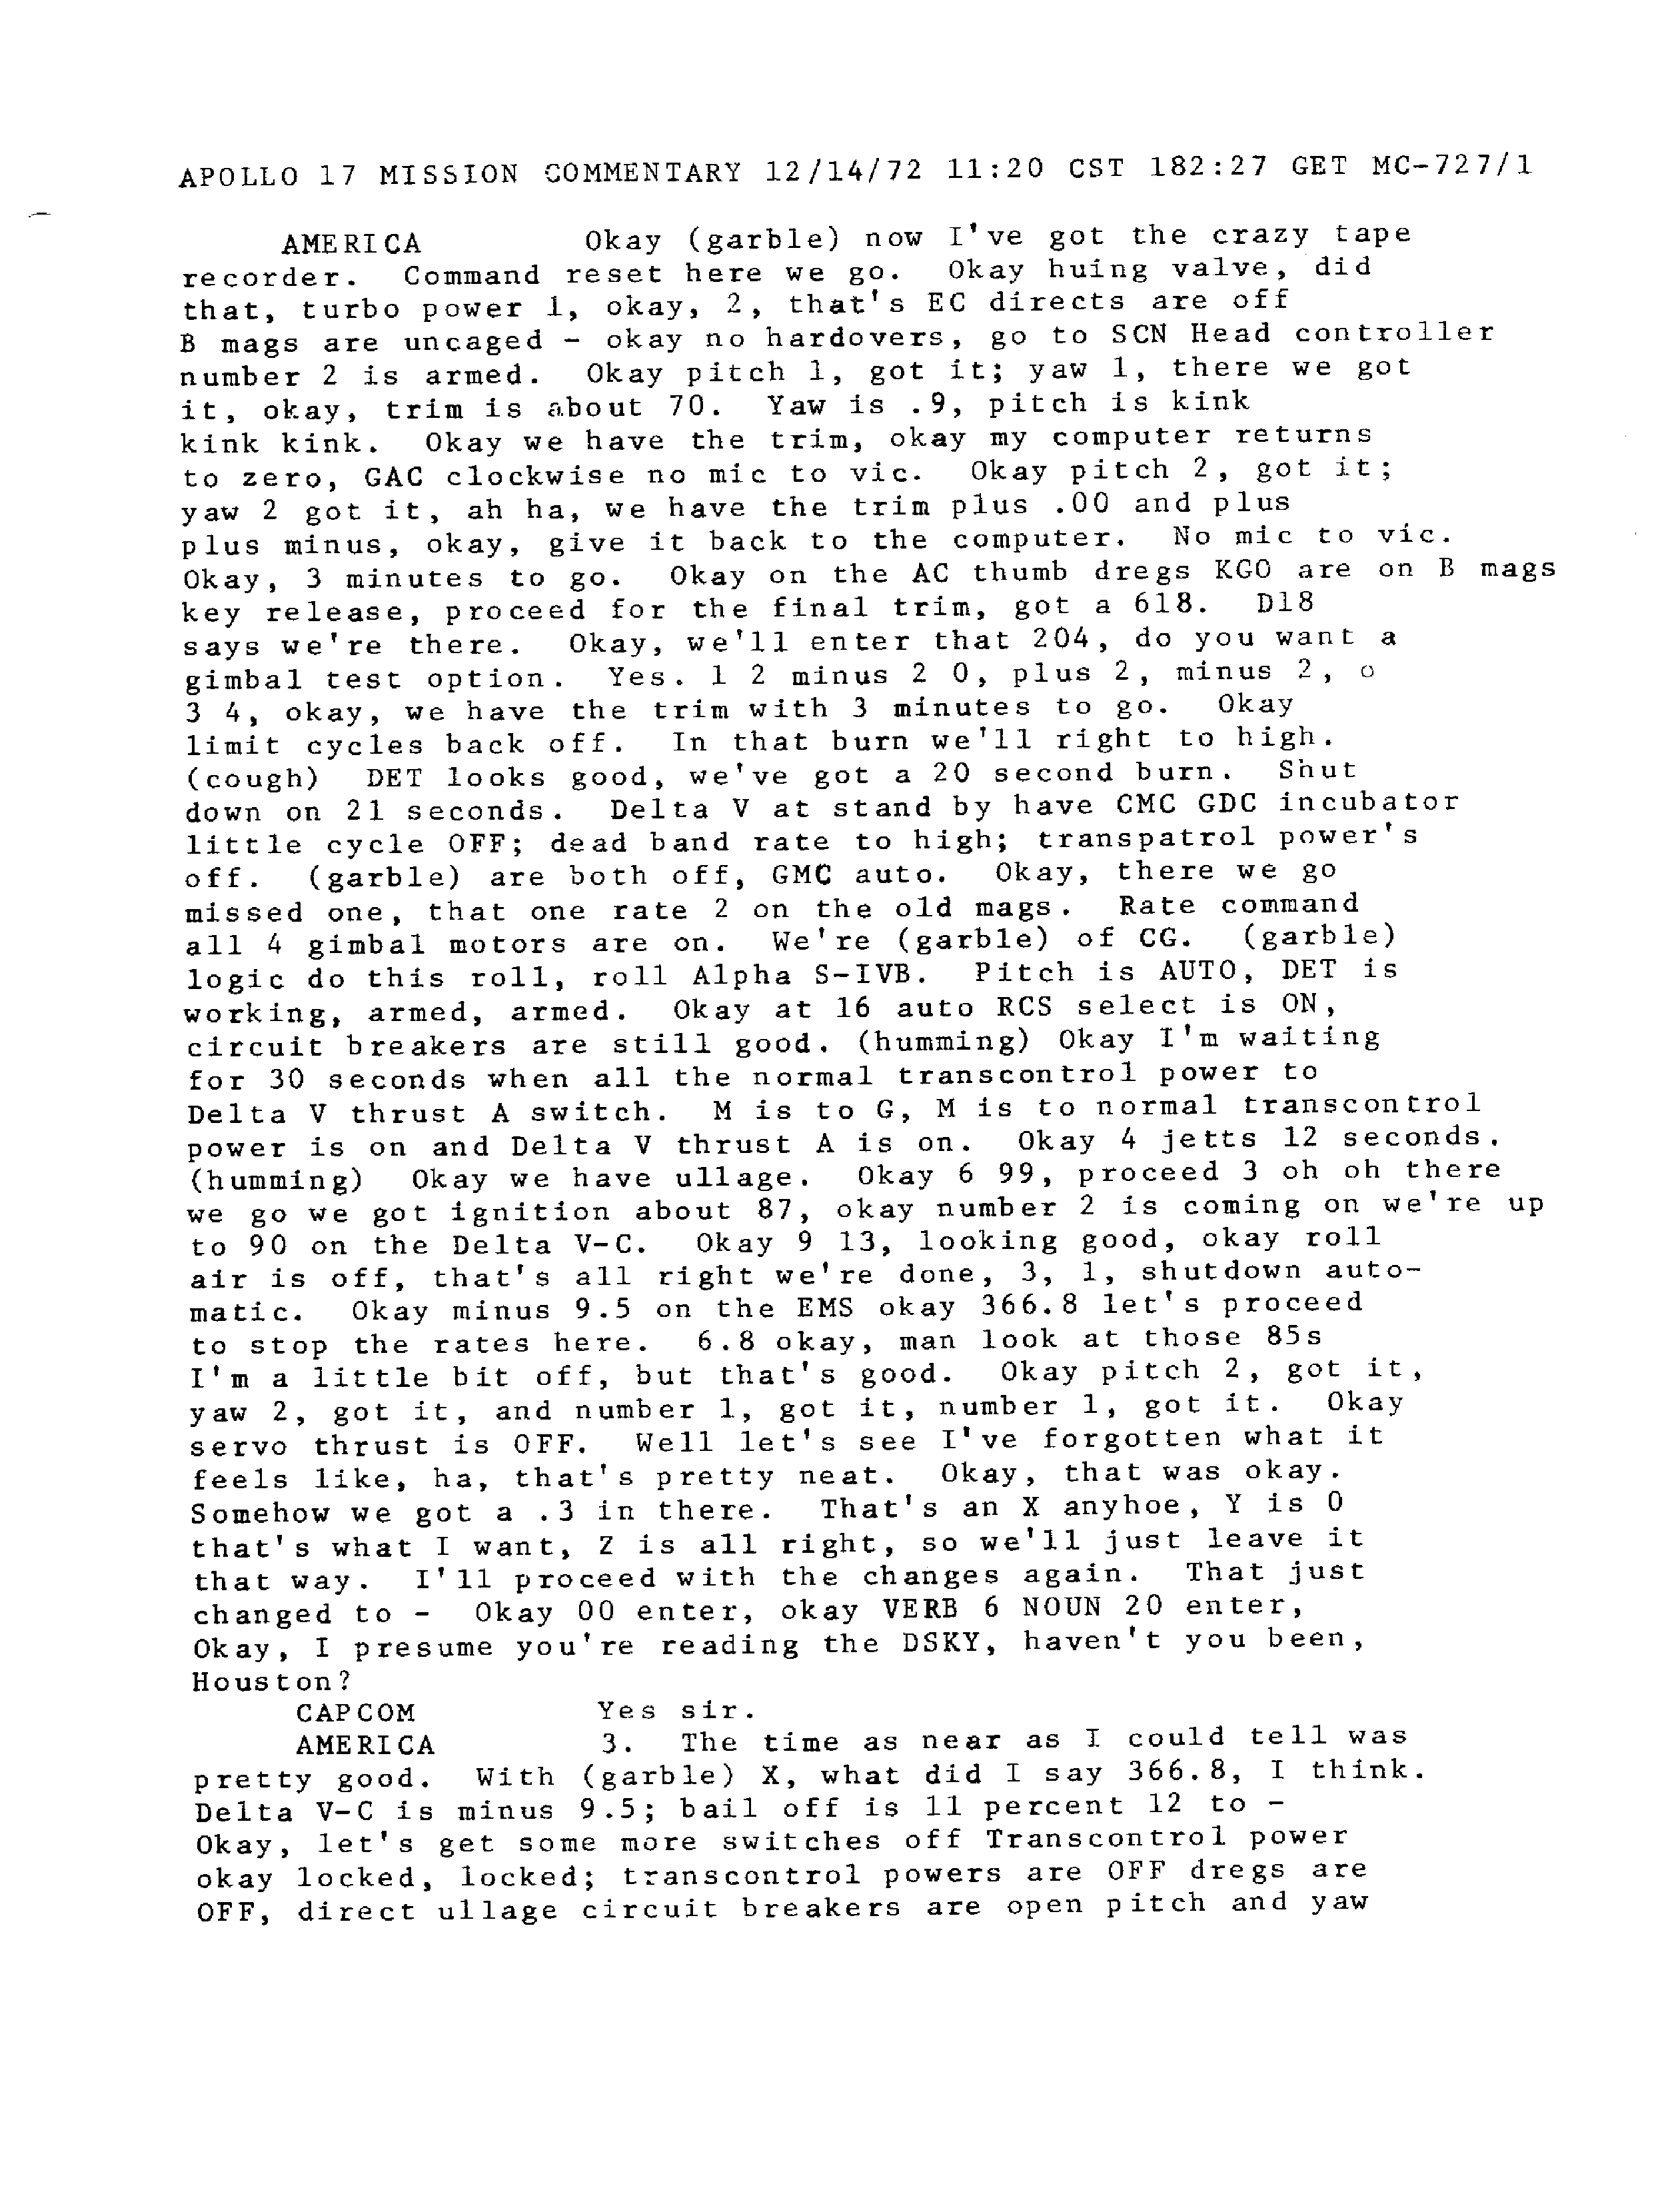 APOLLO 17 MISSION COMMENTARY 12/14/72 11:20 CST 182:27 GET MC-727/1
AMERICA Okay (garble) now I've got the crazy tape
recorder. Command reset here we go. Okay huing valve, did
that, turbo power 1, okay, 2, that's EC directs are off
B mags are uncaged - okay no hardovers, go to SCN Head controller
number 2 is armed. Okay pitch 1, got it; yaw 1, there we got
it, okay, trim is about 70. Yaw is .9, pitch is kink
kink kink. Okay we have the trim, okay my computer returns
to zero, GAC clockwise no mic to vic. Okay pitch 2, got it;
yaw 2 got it, ah ha, we have the trim plus .00 and plus
plus minus, okay, give it back to the computer. No mic to vic.
Okay, 3 minutes to go. Okay on the AC thumb dregs KGO are on B mags
key release, proceed for the final trim, got a 618. D18
says we're there. Okay, we'll enter that 204, do you want a
gimbal test option. Yes. 1 2 minus 2 0, plus 2, minus 2, o
3 4, okay, we have the trim with 3 minutes to go. Okay
limit cycles back off. In that burn we'll right to high.
(cough) DET looks good, we've got a 20 second burn. Shut
down on 21 seconds. Delta V at stand by have CMC GDC incubator
little cycle OFF; dead band rate to high; transpatrol power's
off. (garble) are both off, GMC auto. Okay, there we go
missed one, that one rate 2 on the old mags. Rate command
all 4 gimbal motors are on. We're (garble) of CG. (garble)
logic do this roll, roll Alpha S-IVB. Pitch is AUTO, DET is
working, armed, armed. Okay at 16 auto RCS select is ON,
circuit breakers are still good. (humming) Okay I'm waiting
for 30 seconds when all the normal transcontrol power to
Delta V thrust A switch. M is to G, M is to normal transcontrol
power is on and Delta V thrust A is on. Okay 4 jetts 12 seconds.
(humming) Okay we have ullage. Okay 6 99, proceed 3 oh oh there
we go we got ignition about 87, okay number 2 is coming on we're up
to 90 on the Delta V-C. Okay 9 13, looking good, okay roll
air is off, that's all right we're done, 3, 1, shutdown auto-
matic. Okay minus 9.5 on the EMS okay 366.8 let's proceed
to stop the rates here. 6.8 okay, man look at those 85s
I'm a little bit off, but that's good. Okay pitch 2, got it,
yaw 2, got it, and number 1, got it, number 1, got it. Okay
servo thrust is OFF. Well let's see I've forgotten what it
feels like, ha, that's pretty neat. Okay, that was okay.
Somehow we got a .3 in there. That's an X anyhoe, Y is 0
that's what I want, Z is all right, so we'll just leave it
that way. I'll proceed with the changes again. That just
changed to - Okay 00 enter, okay VERB 6 NOUN 20 enter,
Okay, I presume you're reading the DSKY, haven't you been,
Houston?
CAPCOM Yes sir.
AMERICA 3. The time as near as I could tell was
pretty good. With (garble) X, what did I say 366.8, I think.
Delta V-C is minus 9.5; bail off is 11 percent 12 to -
Okay, let's get some more switches off Transcontrol power
okay locked, locked; transcontrol powers are OFF dregs are
OFF, direct ullage circuit breakers are open pitch and yaw